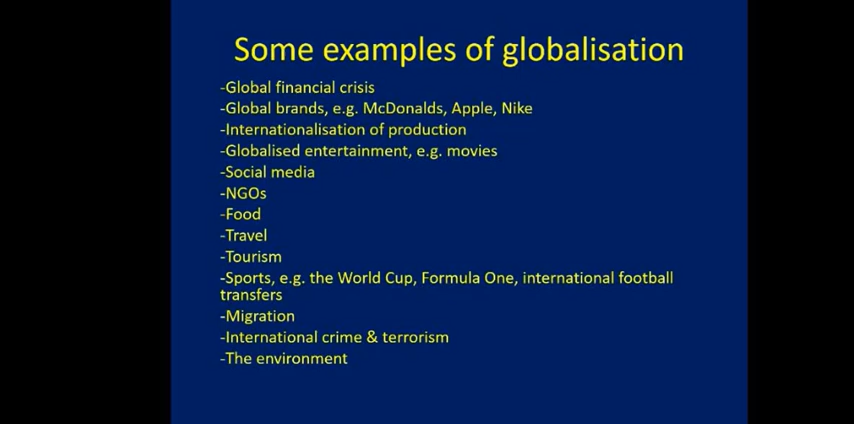 Some examples of globalisation
-Global financial crisis
-Global brands, e.g. McDonalds, Apple, Nike
-Internationalisation of production
-Globalised entertainment, e.g. movies
-Social media
-NGOs
-Food
-Travel
-Tourism
-Sports, e.g. the World Cup, Formula One, international football
transfers
-Migration
-International crime & terrorism
-The environment